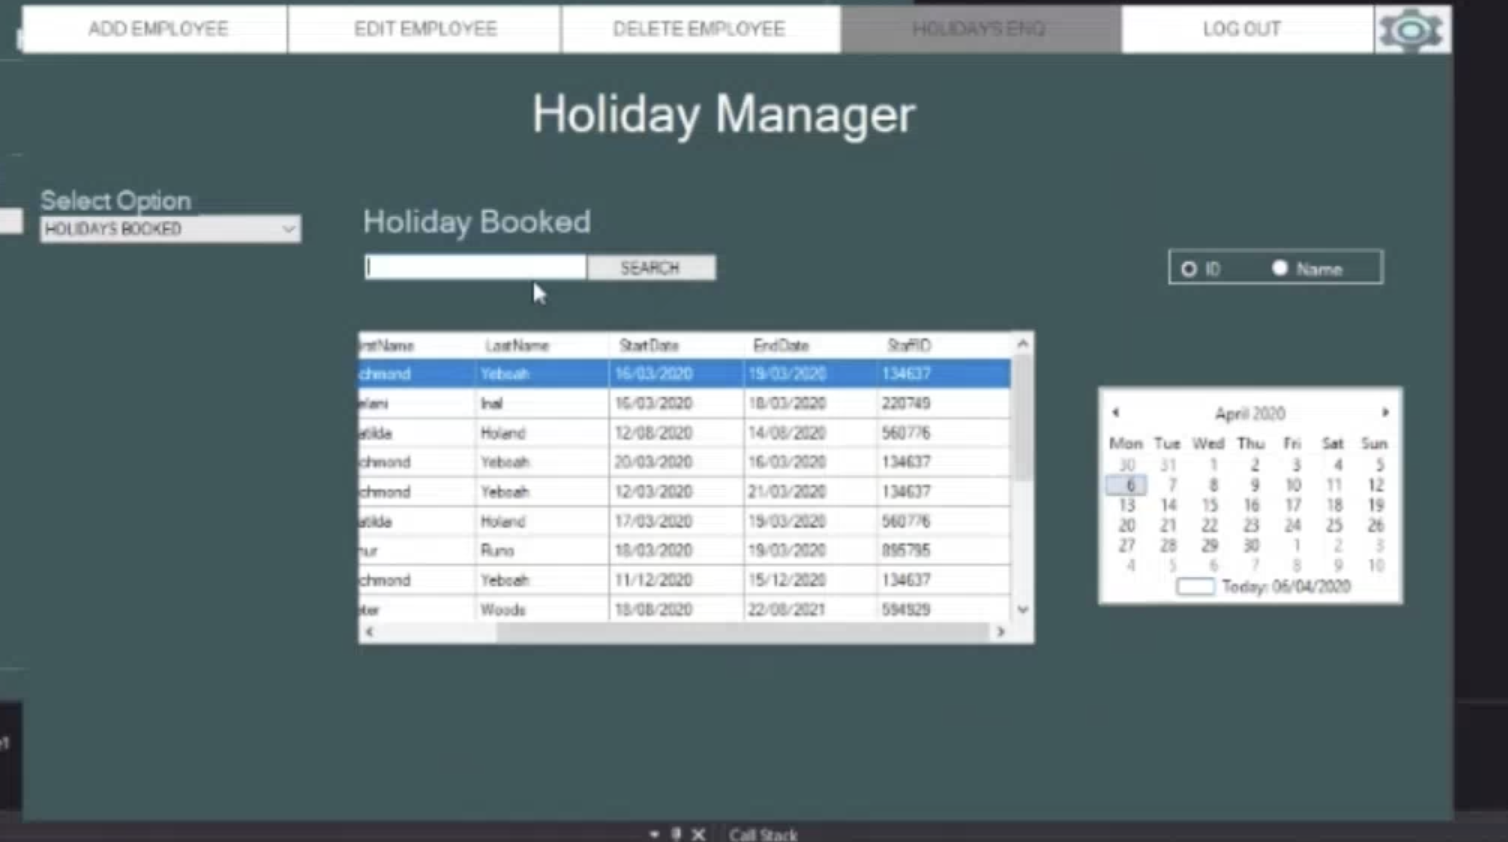 ADD EMPLOYEE EDIT EMPLOYEE DELETE EMPLOYEE HOLIDAYS ENQ LOG OUT
Holiday Manager
Select Option
HOLIDAYS BOOKED
Holiday Booked
SEARCH
ID Name
rstName LastName StartDate EndDate StaffID
chmond Yeboah 16/03/2020 19/03/2020 134637
elani Inal 16/03/2020 18/03/2020 220749
atilda Holand 12/08/2020 14/08/2020 560776
chmond Yeboah 20/03/2020 16/03/2020 134637
chmond Yeboah 12/03/2020 21/03/2020 134637
atilda Holand 17/03/2020 19/03/2020 560776
Runo 18/03/2020 19/03/2020 895795
chmond Yeboah 11/12/2020 15/12/2020 134637
eter Woods 18/08/2020 22/08/2021 594929
April 2020
Mon Tue Wed Thu Fri Sat Sun
30 31 1 2 3 4 5
6 7 8 9 10 11 12
13 14 15 16 17 18 19
20 21 22 23 24 25 26
27 28 29 30 1 2 3
4 5 6 7 8 9 10
Today: 06/04/2020
Call Stack